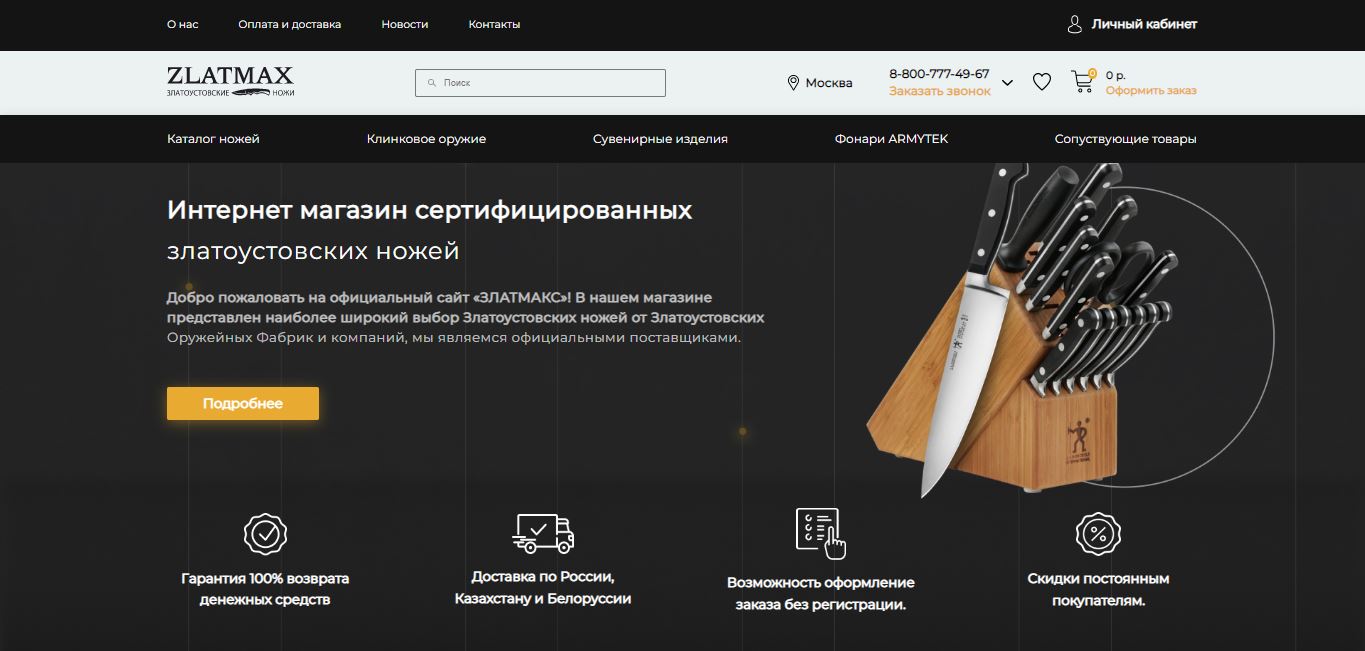 О нас
Оплата и доставка
Новости
Контакты
Личный кабинет
ZLATMAX
ЗЛАТОУСТОВСКИЕ НОЖИ
Поиск
Москва
8-800-777-49-67
Заказать звонок
0
0 р.
Оформить заказ
Каталог ножей
Клинковое оружие
Сувенирные изделия
Фонари ARMYTEK
Сопуствующие товары
Интернет магазин сертифицированных
златоустовских ножей
Добро пожаловать на официальный сайт «ЗЛАТМАКС»! В нашем магазине
представлен наиболее широкий выбор Златоустовских ножей от Златоустовских
Оружейных Фабрик и компаний, мы являемся официальными поставщиками.
Подробнее
Гарантия 100% возврата
денежных средств
Доставка по России,
Казахстану и Белоруссии
Возможность оформление
заказа без регистрации.
Скидки постоянным
покупателям.